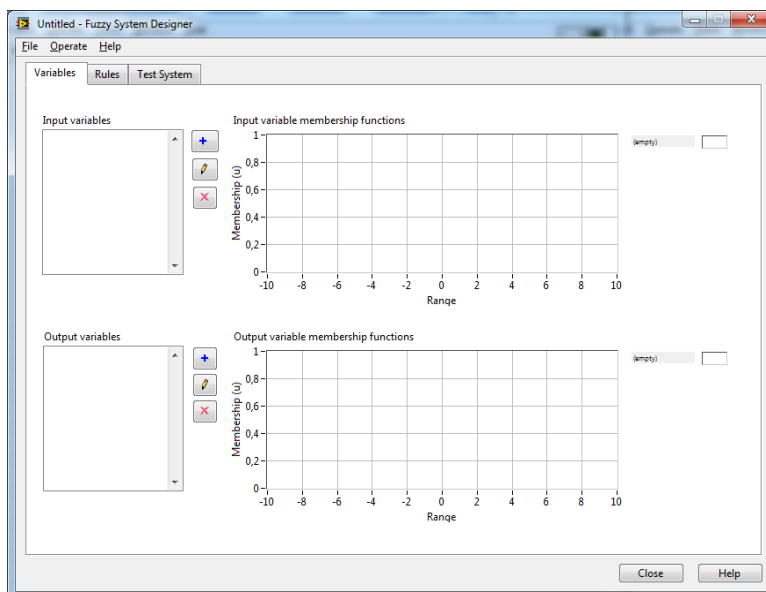 Untitled - Fuzzy System Designer
File Operate Help
Variables Rules Test System
Input variables
Input variable membership functions
(empty)
Membership (u)
1
0,8
0,6
0,4
0,2
0
-10 -8 -6 -4 -2 0 2 4 6 8 10
Range
Output variables
Output variable membership functions
(empty)
Membership (u)
1
0,8
0,6
0,4
0,2
0
-10 -8 -6 -4 -2 0 2 4 6 8 10
Range
Close Help